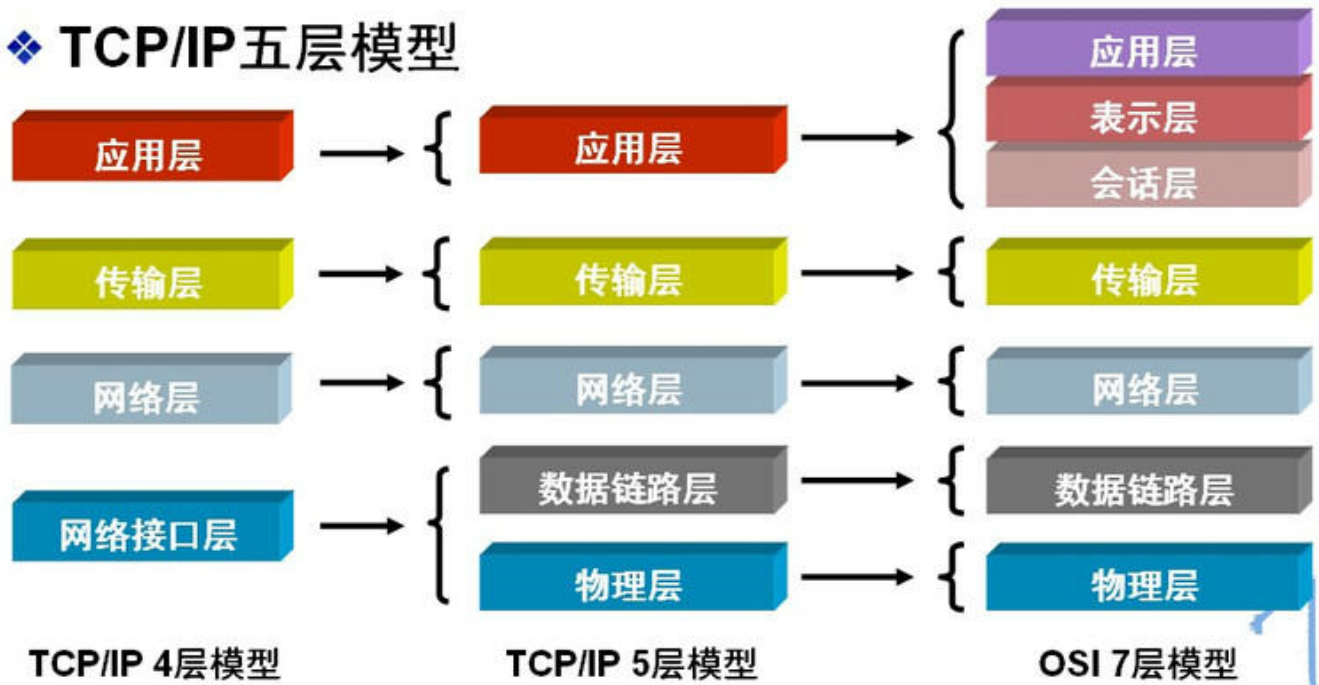 TCP/IP五层模型
应用层
传输层
网络层
网络接口层
TCP/IP 4层模型
应用层
传输层
网络层
数据链路层
物理层
TCP/IP 5层模型
应用层
表示层
会话层
传输层
网络层
数据链路层
物理层
OSI 7层模型